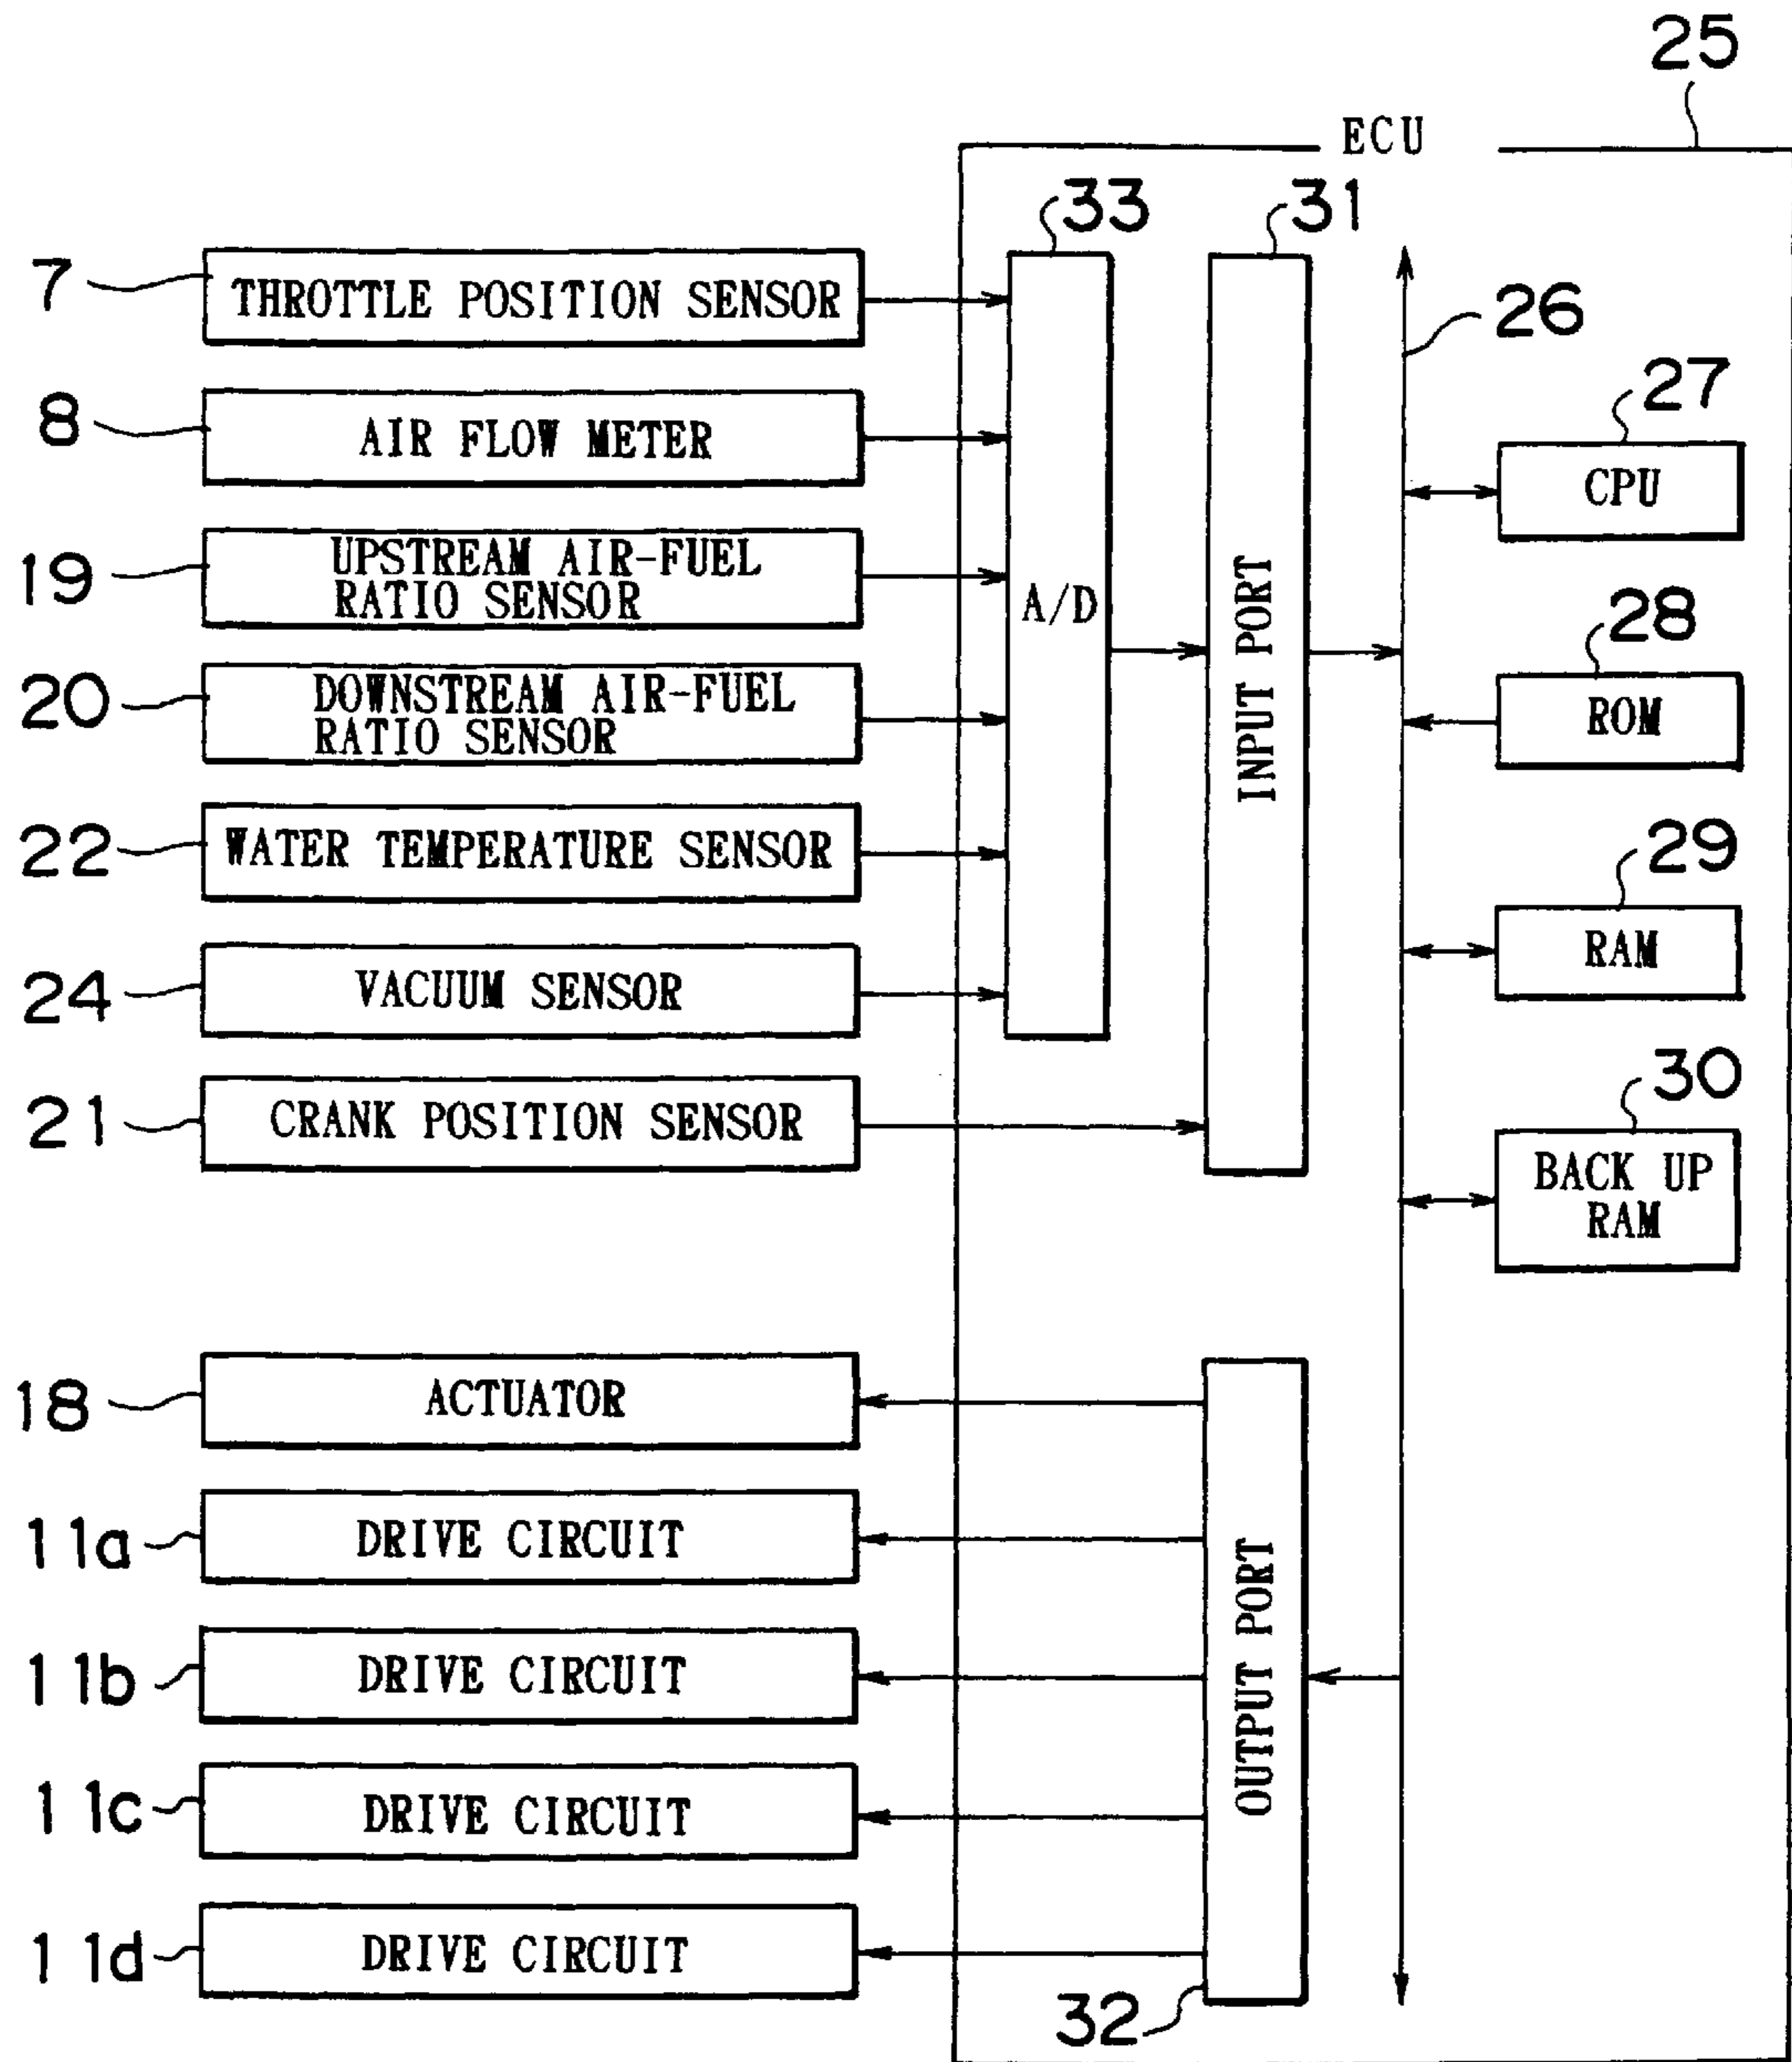 25
ECU
33
31
7
THROTTLE POSITION SENSOR
26
8
AIR FLOW METER
27
CPU
19
UPSTREAM AIR-FUEL
RATIO SENSOR
A/D
INPUT PORT
28
ROM
20
DOWNSTREAM AIR-FUEL
RATIO SENSOR
22
WATER TEMPERATURE SENSOR
29
RAM
24
VACUUM SENSOR
30
BACK UP
RAM
21
CRANK POSITION SENSOR
18
ACTUATOR
11a
DRIVE CIRCUIT
OUTPUT PORT
11b
DRIVE CIRCUIT
11c
DRIVE CIRCUIT
11d
DRIVE CIRCUIT
32